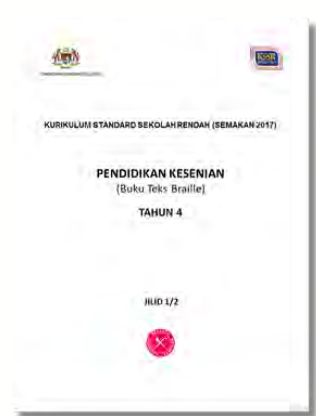 KURIKULUM STANDARD SEKOLAH RENDAH (SEMAKAN 2017)
PENDIDIKAN KESENIAN
(Buku Teks Braille)
TAHUN 4
JILID 1/2